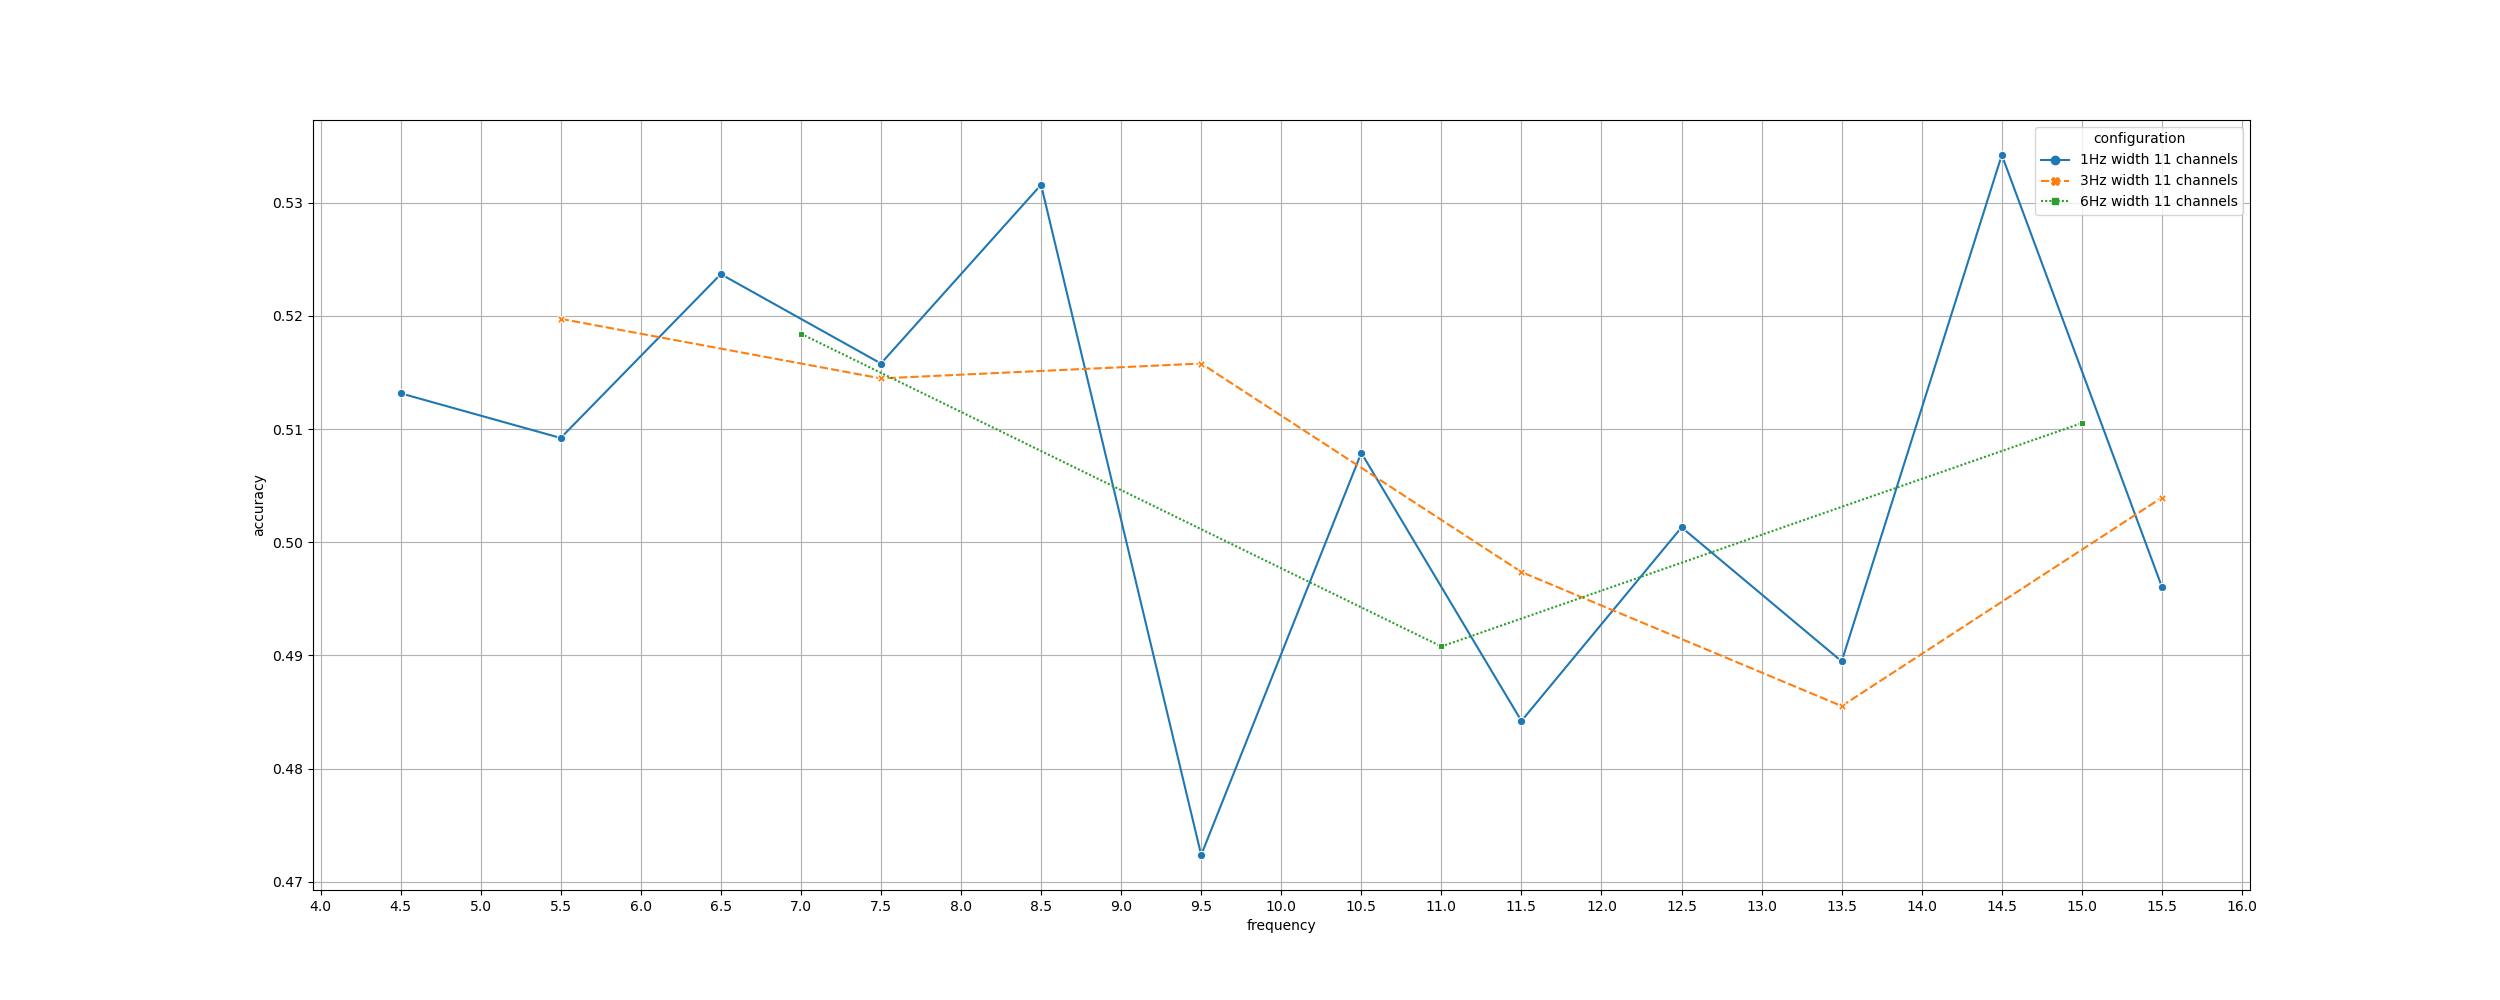 configuration
1Hz width 11 channels
3Hz width 11 channels
6Hz width 11 channels
0.53
0.52
0.51
0.50
0.49
0.48
0.47
accuracy
4.0 4.5 5.0 5.5 6.0 6.5 7.0 7.5 8.0 8.5 9.0 9.5 10.0 10.5 11.0 11.5 12.0 12.5 13.0 13.5 14.0 14.5 15.0 15.5 16.0
frequency